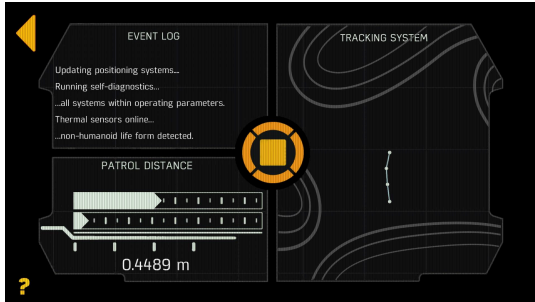 EVENT LOG
Updating positioning systems...
Running self-diagnostics...
...all systems within operating parameters.
Thermal sensors online...
...non-humanoid life form detected.
PATROL DISTANCE
0.4489 m
TRACKING SYSTEM
?